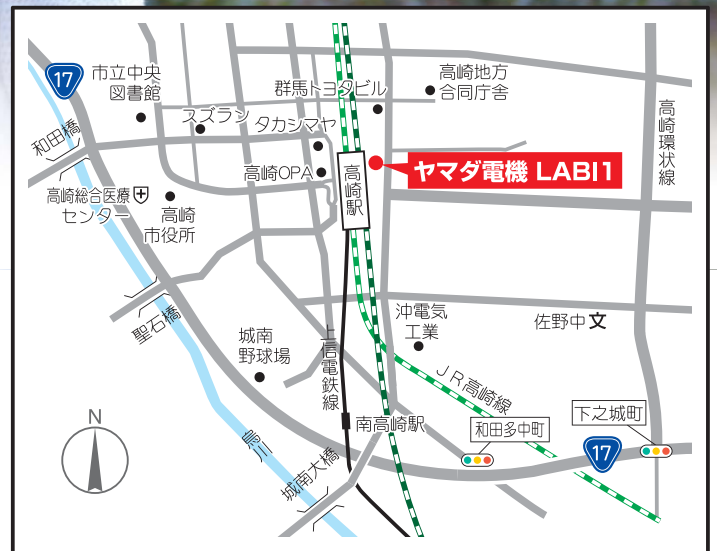 17
市立中央
図書館
スズラン
群馬トヨタビル
タカシマヤ
高崎地方
合同庁舎
高崎環状線
和田橋
高崎OPA
高崎駅
ヤマダ電機 LABI1
高崎総合医療
センター
高崎
市役所
聖石橋
城南
野球場
上信電鉄線
沖電気
工業
佐野中文
JR高崎線
南高崎駅
和田多中町
下之城町
17
烏川
城南大橋
N